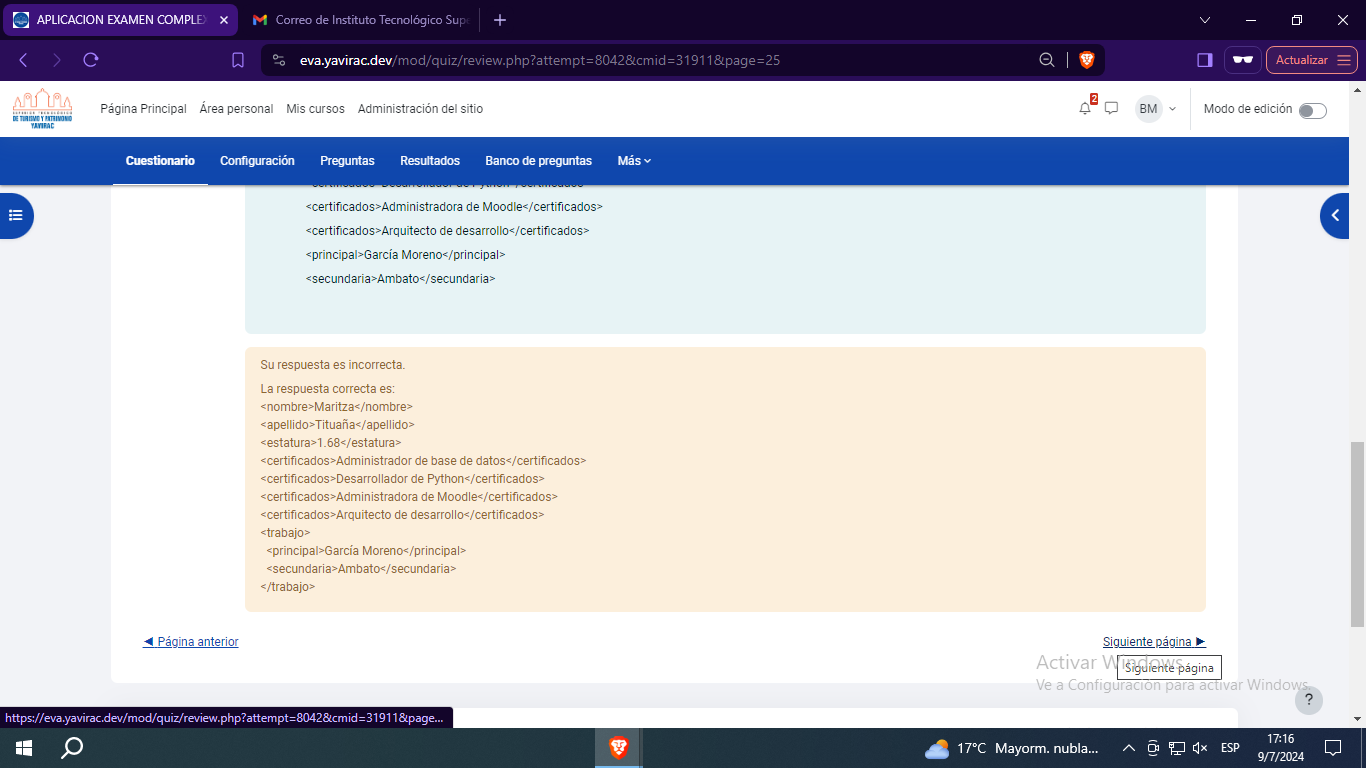 APLICACION EXAMEN COMPLEX
Correo de Instituto Tecnológico Supe
eva.yavirac.dev/mod/quiz/review.php?attempt=8042&cmid=31911&page=25
Actualizar
DE TURISMO Y PATRIMONIO
YAVIRAC
Página Principal
Área personal
Mis cursos
Administración del sitio
2
BM
Modo de edición
Cuestionario
Configuración
Preguntas
Resultados
Banco de preguntas
Más
<certificados>Desarrollador de Python</certificados>
<certificados>Administradora de Moodle</certificados>
<certificados>Arquitecto de desarrollo</certificados>
<principal>García Moreno</principal>
<secundaria>Ambato</secundaria>
Su respuesta es incorrecta.
La respuesta correcta es:
<nombre>Maritza</nombre>
<apellido>Tituaña</apellido>
<estatura>1.68</estatura>
<certificados>Administrador de base de datos</certificados>
<certificados>Desarrollador de Python</certificados>
<certificados>Administradora de Moodle</certificados>
<certificados>Arquitecto de desarrollo</certificados>
<trabajo>
<principal>García Moreno</principal>
<secundaria>Ambato</secundaria>
</trabajo>
◄ Página anterior
Siguiente página ►
Activar Windows
Siguiente página
Ve a Configuración para activar Windows.
?
https://eva.yavirac.dev/mod/quiz/review.php?attempt=8042&cmid=31911&page...
17°C Mayorm. nubla...
ESP
17:16
9/7/2024